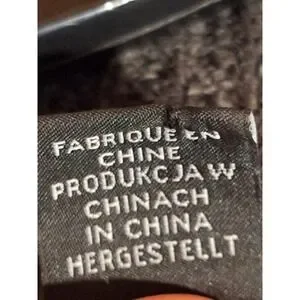 FABRIQUE EN
CHINE
PRODUKCJA W
CHINACH
IN CHINA
HERGESTELLT